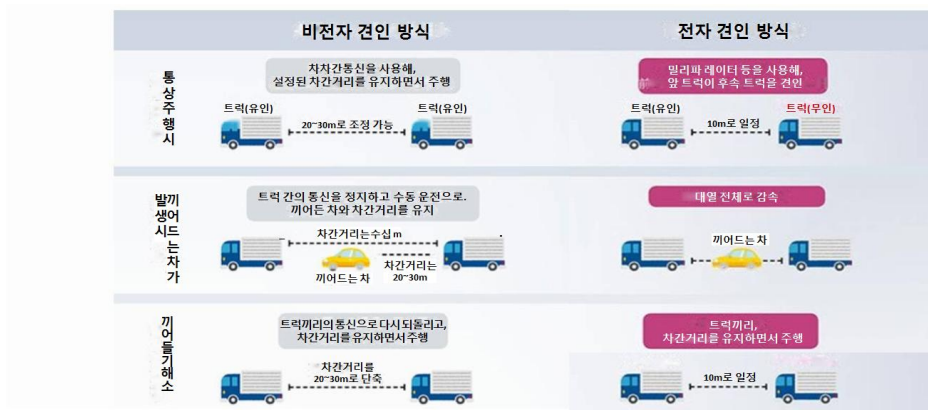 비전자 견인 방식
전자 견인 방식
통상주행시
차차간통신을 사용해,
설정된 차간거리를 유지하면서 주행
트럭(유인)
트럭(유인)
20~30m로 조정 가능
밀리파 레이터 등을 사용해,
앞 트럭이 후속 트럭을 견인
트럭(유인)
트럭(무인)
10m로 일정
끼어드는차가
발생시
트럭 간의 통신을 정지하고 수동 운전으로.
끼어든 차와 차간거리를 유지
차간거리는수십 m
끼어드는 차
차간거리는
20~30m
대열 전체로 감속
끼어드는 차
끼어들기해소
트럭끼리의 통신으로 다시 되돌리고,
차간거리를 유지하면서 주행
차간거리를
20~30m로 단축
트럭끼리,
차간거리를 유지하면서 주행
10m로 일정